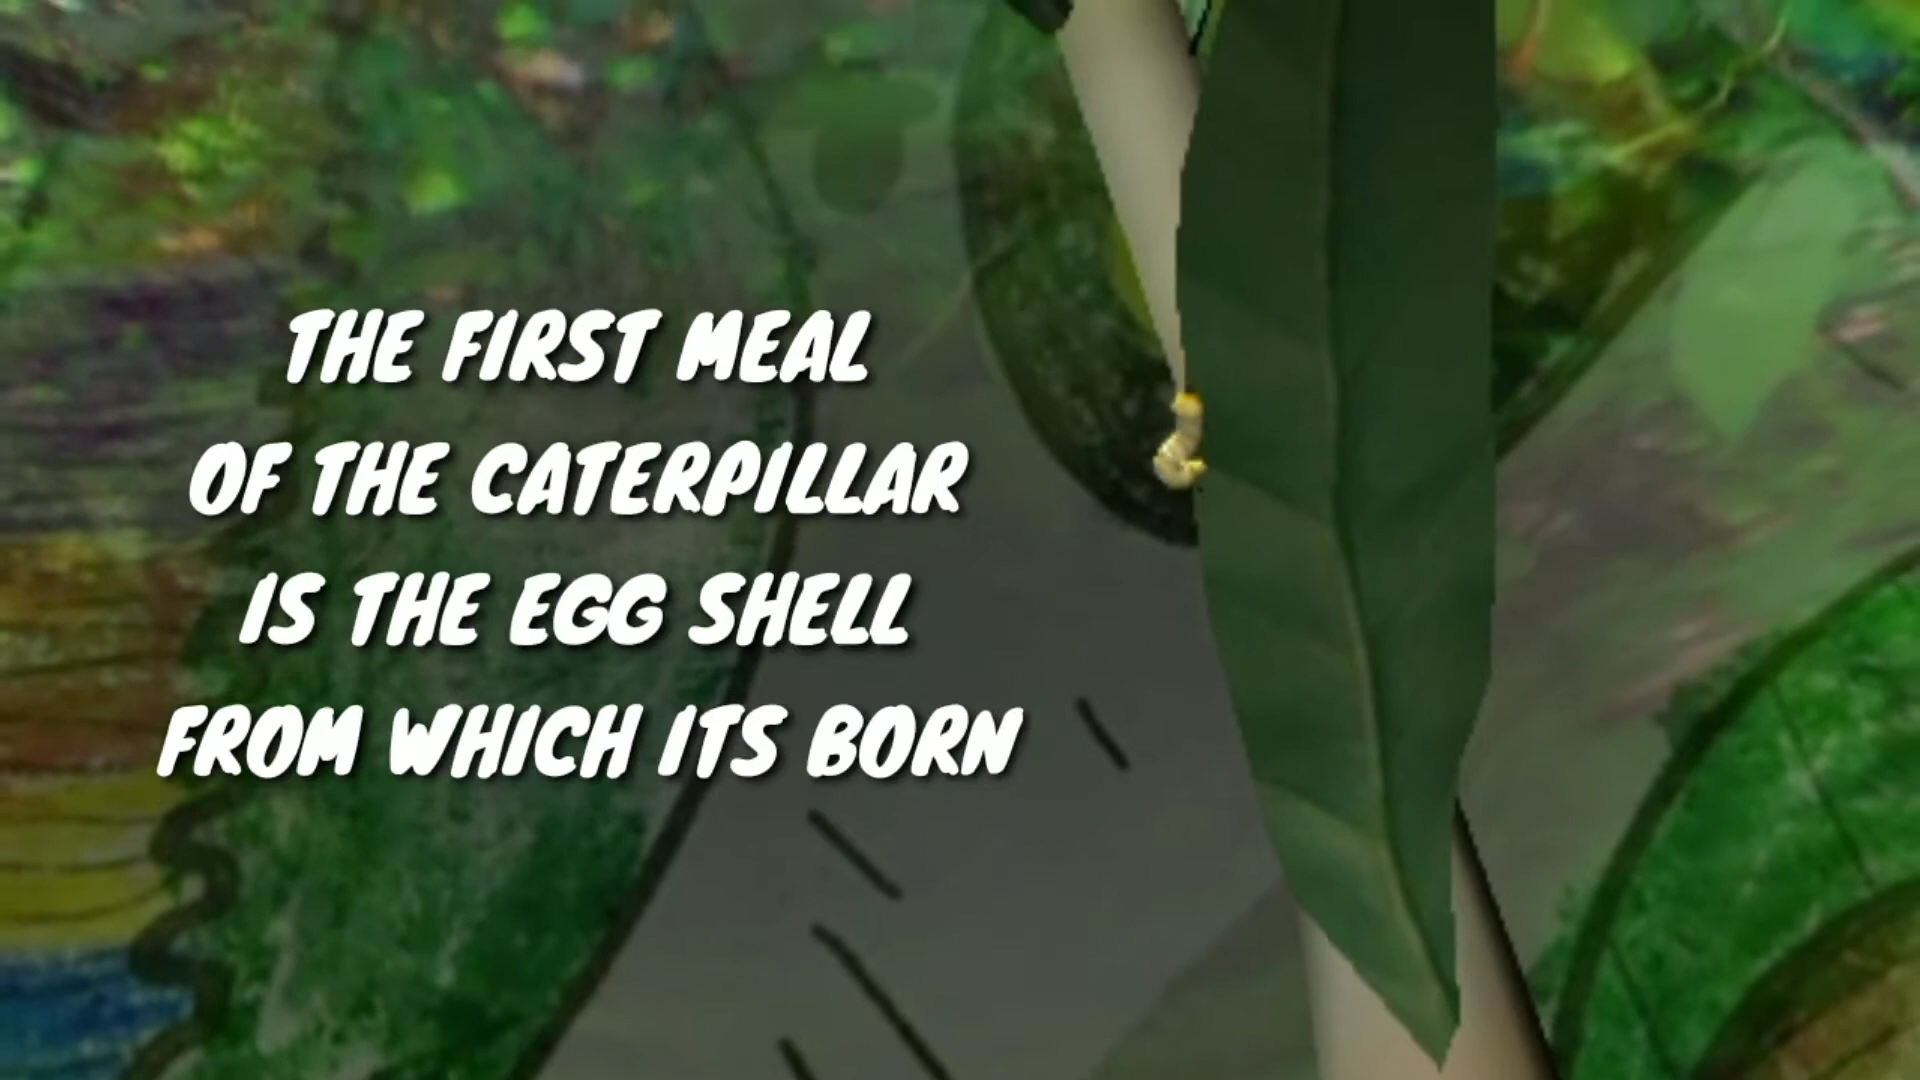 THE FIRST MEAL
OF THE CATERPILLAR
IS THE EGG SHELL
FROM WHICH ITS BORN